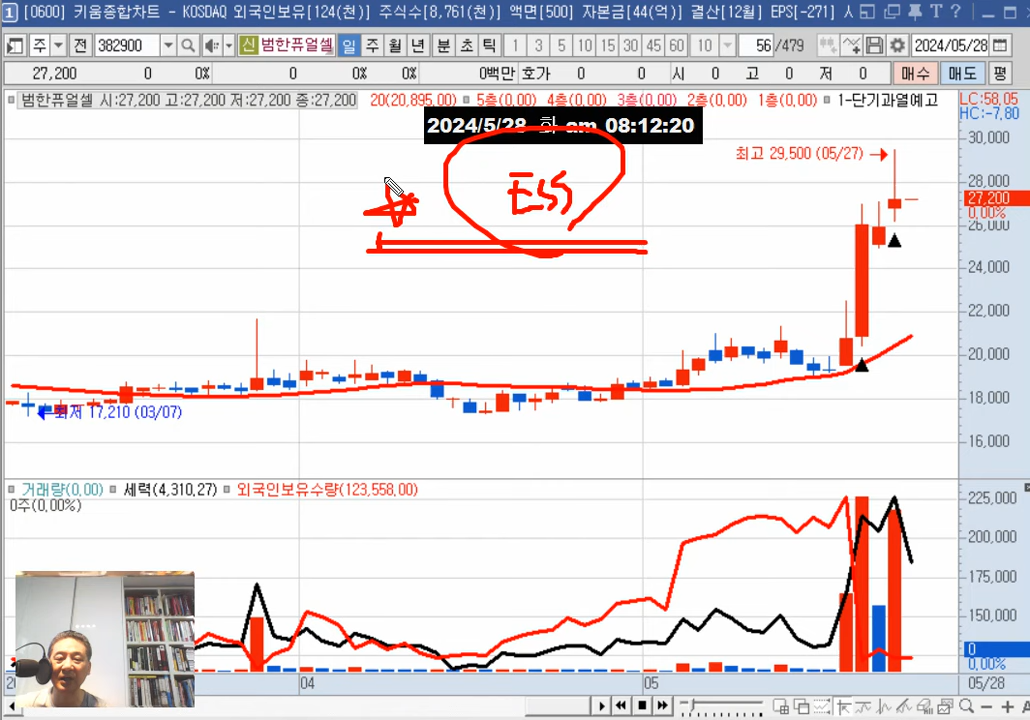 1 [0600] 키움종합차트 - KOSDAQ 외국인보유[124(천)] 주식수[8,761(천)] 액면[500] 자본금[44(억)] 결산[12월] EPS[-271]
주 전 382900 신 범한퓨얼셀 일 주 월 년 분 초 틱 1 3 5 10 15 30 45 60 10 56 /479 2024/05/28
27,200 0 0% 0 0% 0% 0백만 호가 0 0 시 0 고 0 저 0 매수 매도 평
범한퓨얼셀 시:27,200 고:27,200 저:27,200 종:27,200 20(20,895.00) 5층(0.00) 4층(0.00) 3층(0.00) 2층(0.00) 1층(0.00) 1-단기과열예고
LC:58.05
HC:-7.80
2024/5/28 화 am 08:12:20
30,000
최고 29,500 (05/27)
ESS
28,000
27,200
0.00%
26,000
24,000
22,000
20,000
18,000
최저 17,210 (03/07)
16,000
거래량(0.00) 세력(4,310.27) 외국인보유수량(123,558.00)
0주(0.00%)
225,000
200,000
175,000
150,000
0
0.00%
04 05 05/28